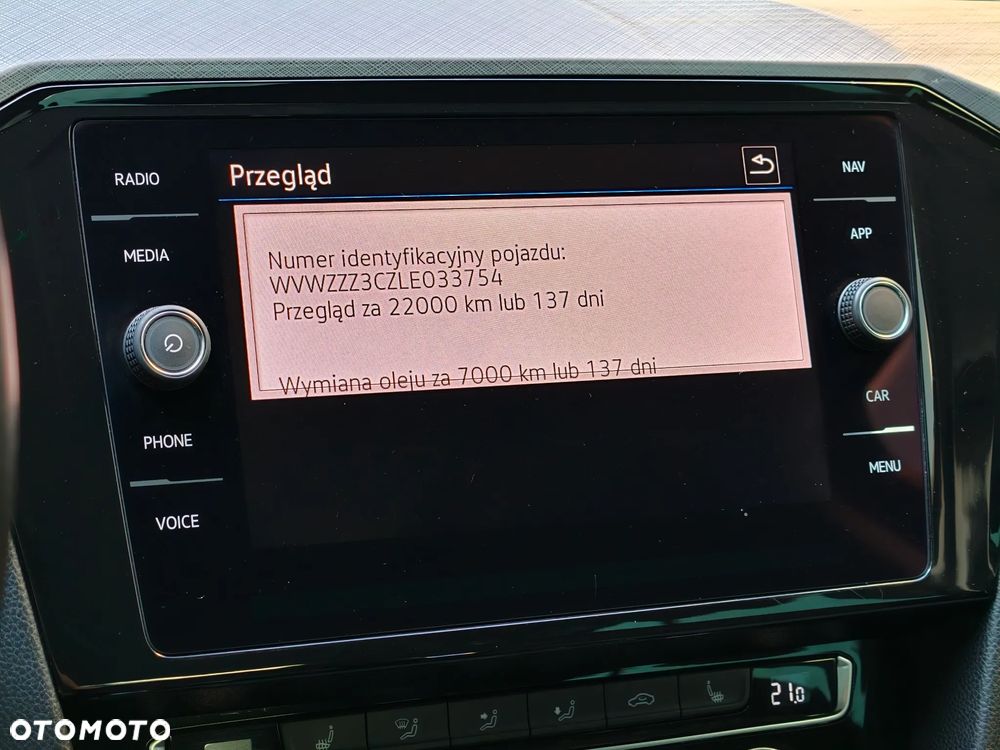 RADIO
MEDIA
PHONE
VOICE
Przegląd
Numer identyfikacyjny pojazdu:
WVWZZZ3CZLE033754
Przegląd za 22000 km lub 137 dni
Wymiana oleju za 7000 km lub 137 dni
NAV
APP
CAR
MENU
21.0
OTOMOTO